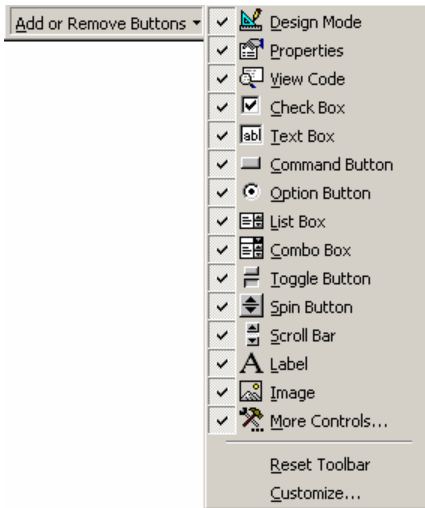 Add or Remove Buttons
Design Mode
Properties
View Code
Check Box
abl Text Box
Command Button
Option Button
List Box
Combo Box
Toggle Button
Spin Button
Scroll Bar
A Label
Image
More Controls...
Reset Toolbar
Customize...